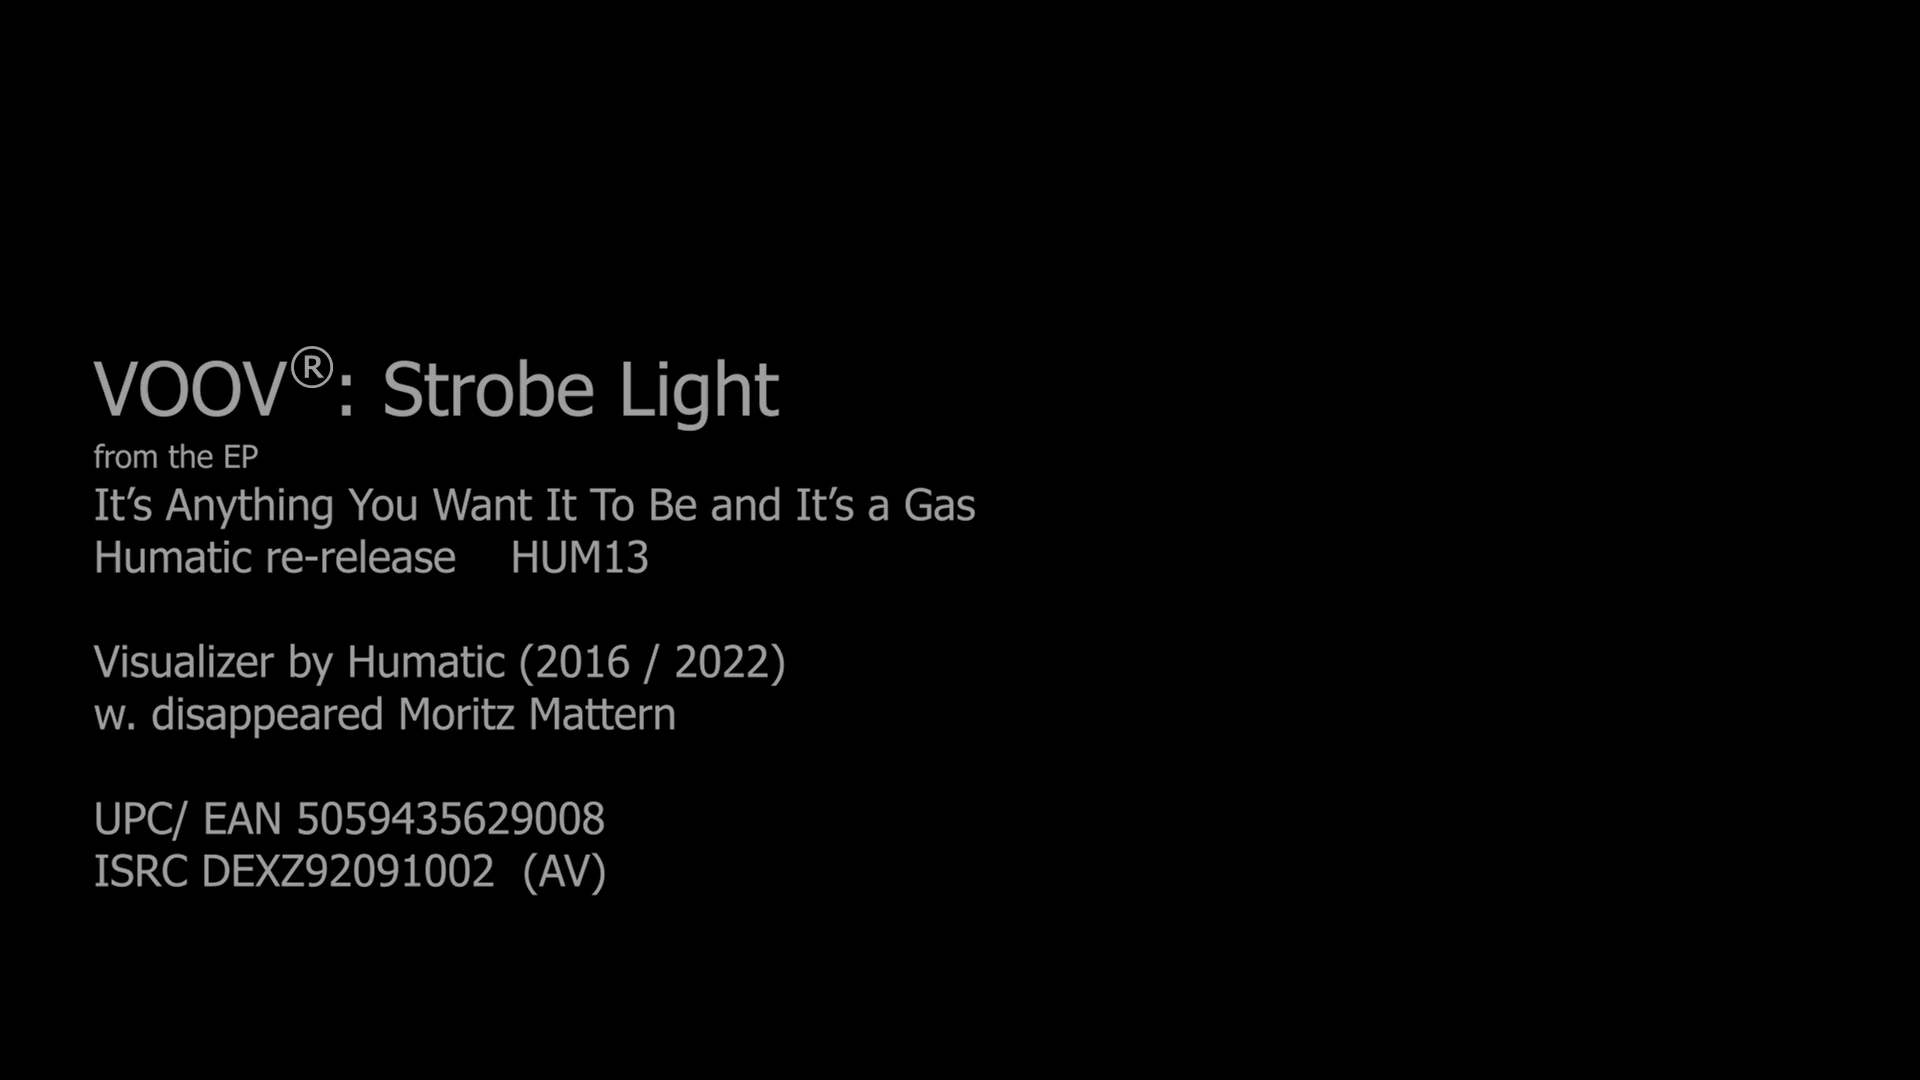 VOOV®: Strobe Light
from the EP
It’s Anything You Want It To Be and It’s a Gas
Humatic re-release HUM13
Visualizer by Humatic (2016 / 2022)
w. disappeared Moritz Mattern
UPC/ EAN 5059435629008
ISRC DEXZ92091002 (AV)